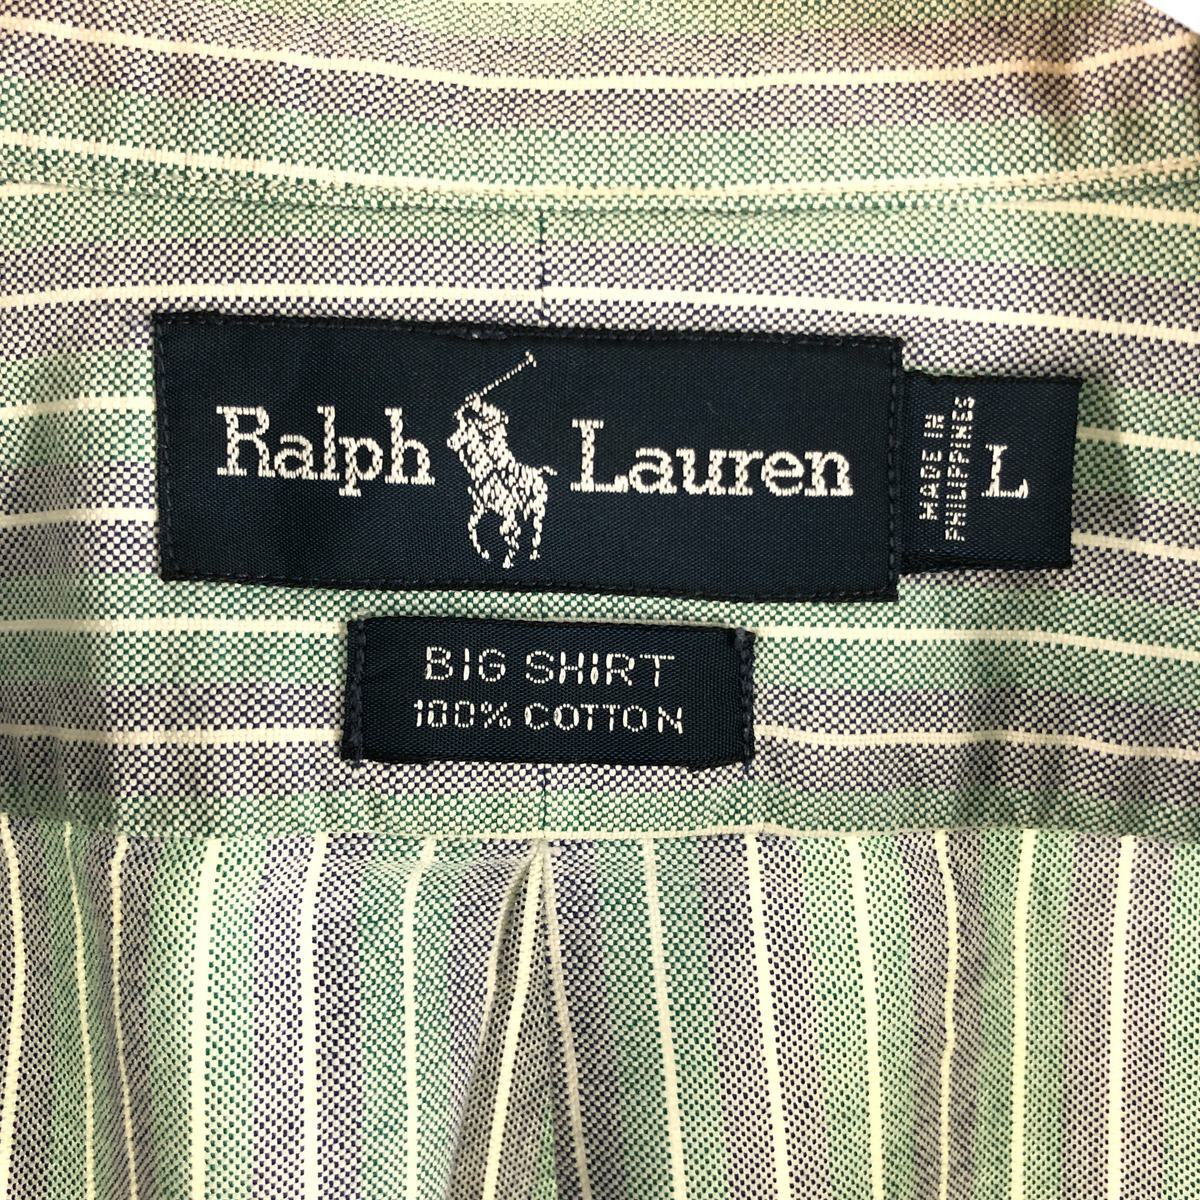 Ralph Lauren
MADE IN
PHILIPPINES
L
BIG SHIRT
100% COTTON